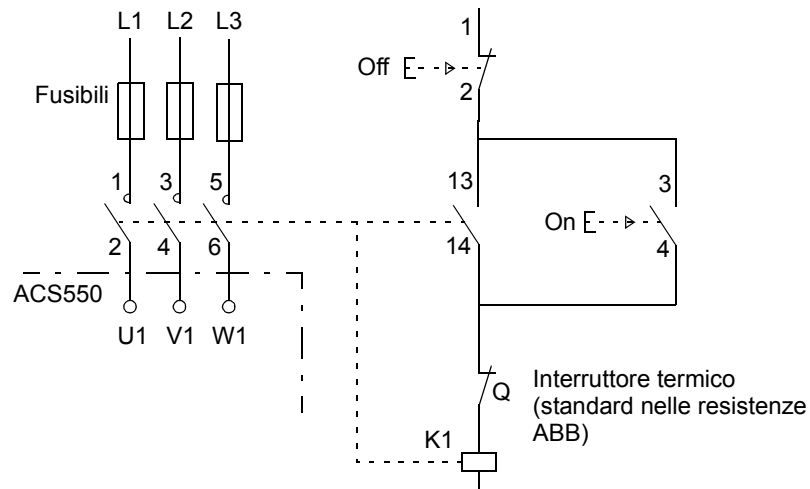 L1 L2 L3
1
Off
2
Fusibili
1 3 5
13 3
On
2 4 6
14 4
ACS550
U1 V1 W1
Q
Interruttore termico
(standard nelle resistenze
ABB)
K1